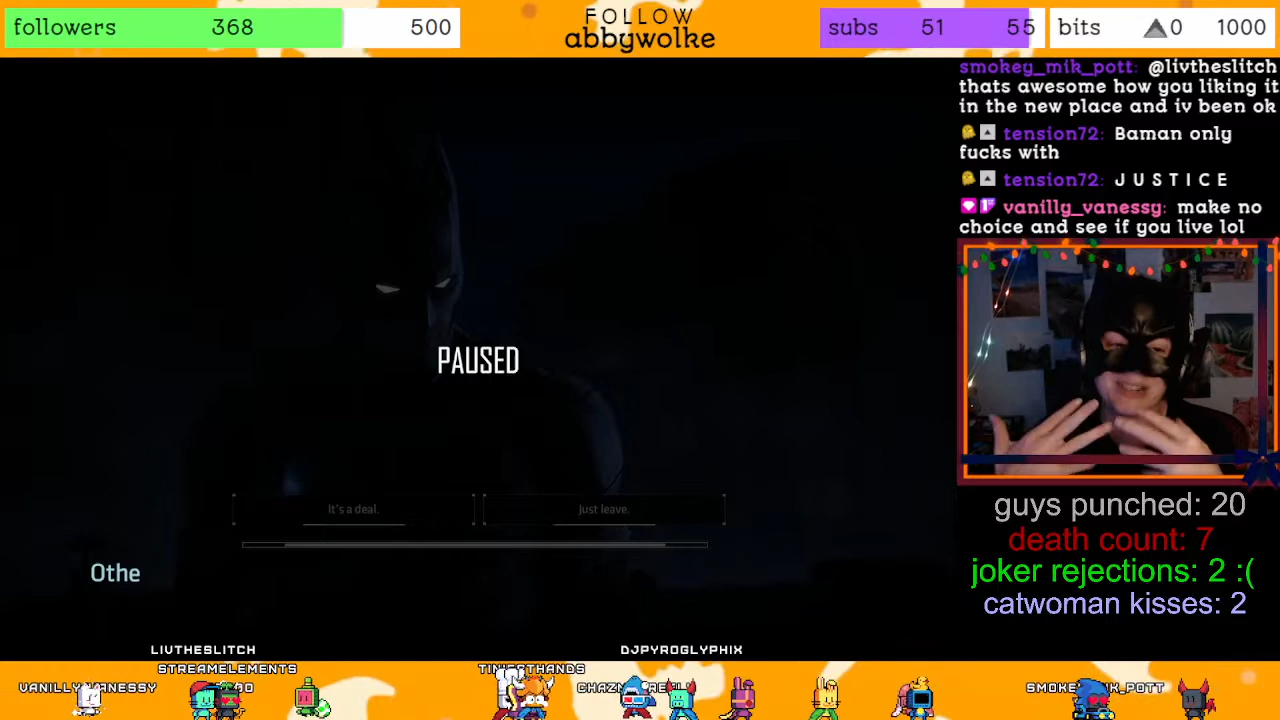 followers 368 500
FOLLOW
abbywolke
subs 51 55
bits 0 1000
smokey_mik_pott: @livtheslitch
thats awesome how you liking it
in the new place and iv been ok
tension72: Baman only
fucks with
tension72: J U S T I C E
vanilly_vanessy: make no
choice and see if you live lol
PAUSED
It's a deal.
Just leave.
Othe
guys punched: 20
death count: 7
joker rejections: 2 :(
catwoman kisses: 2
LIVTHESLITCH
DJPYROGLYPHIX
STREAMELEMENTS